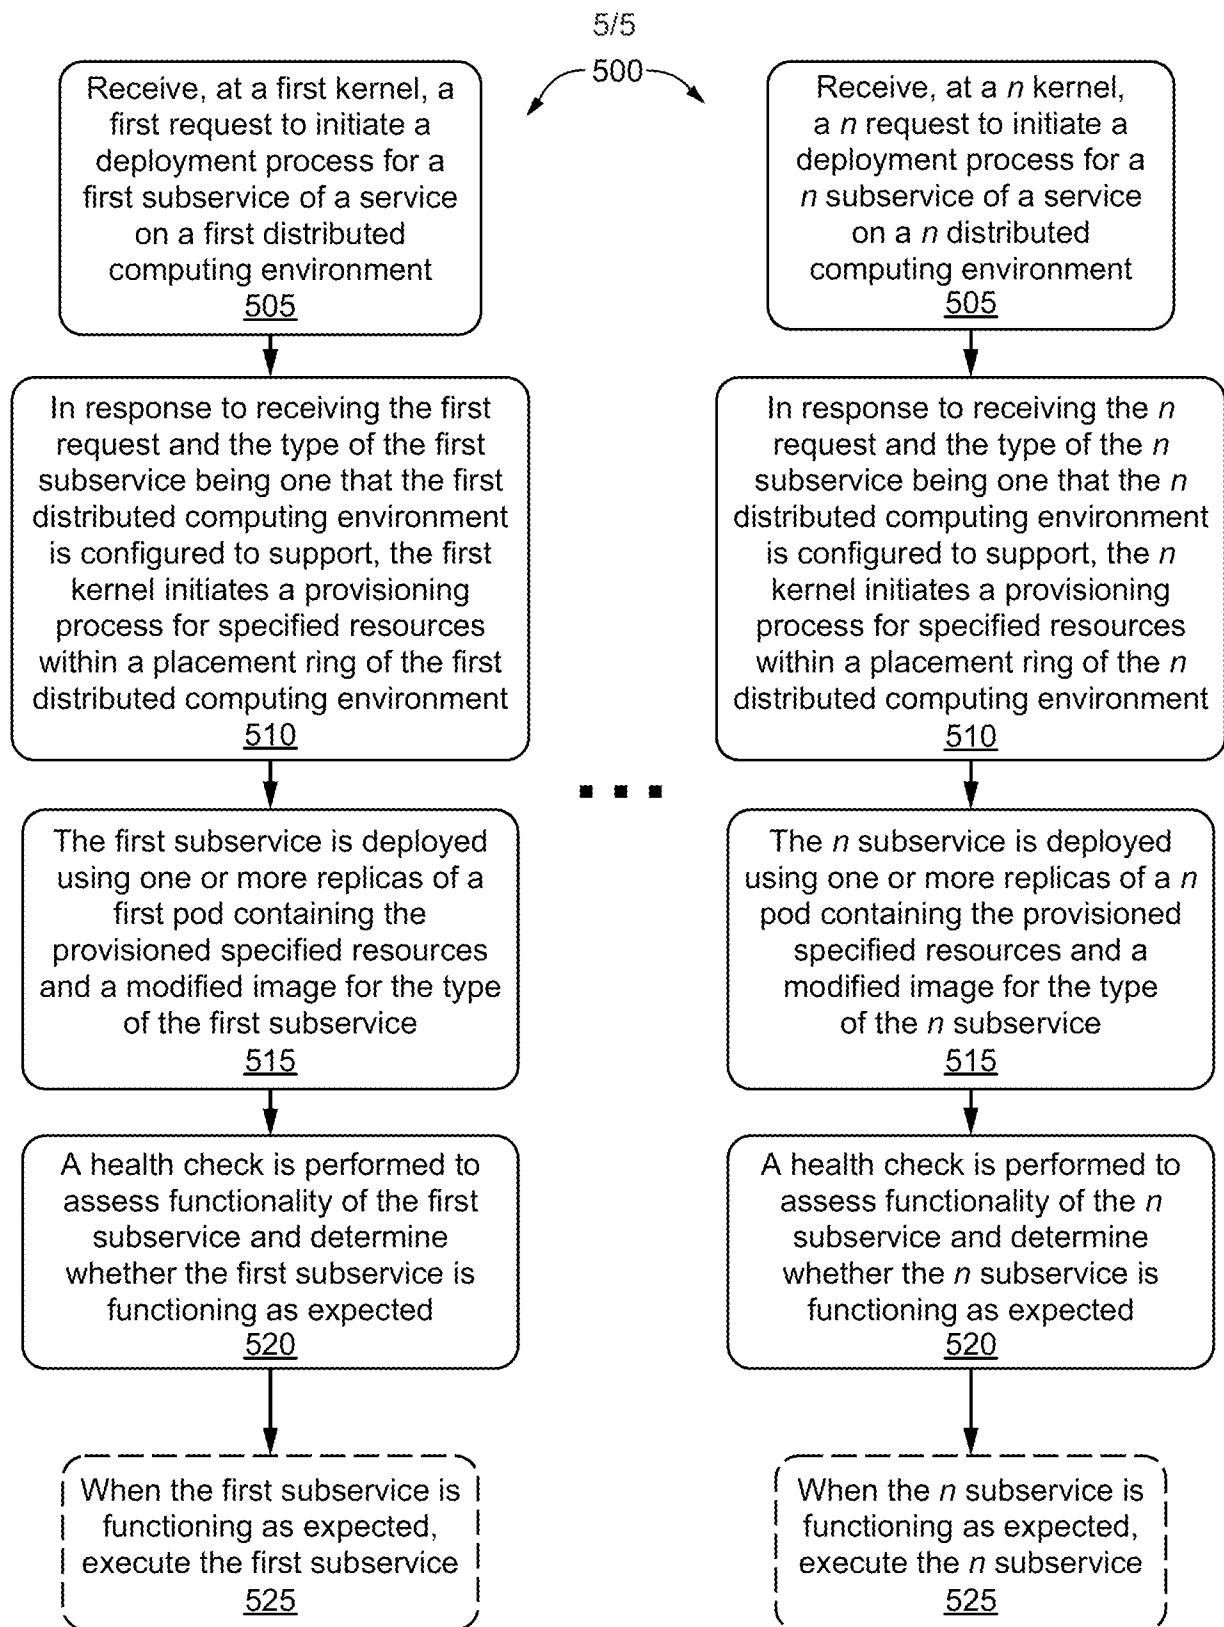 5/5
500
Receive, at a first kernel, a
first request to initiate a
deployment process for a
first subservice of a service
on a first distributed
computing environment
505
In response to receiving the first
request and the type of the first
subservice being one that the first
distributed computing environment
is configured to support, the first
kernel initiates a provisioning
process for specified resources
within a placement ring of the first
distributed computing environment
510
The first subservice is deployed
using one or more replicas of a
first pod containing the
provisioned specified resources
and a modified image for the type
of the first subservice
515
A health check is performed to
assess functionality of the first
subservice and determine
whether the first subservice is
functioning as expected
520
When the first subservice is
functioning as expected,
execute the first subservice
525
Receive, at a n kernel,
a n request to initiate a
deployment process for a
n subservice of a service
on a n distributed
computing environment
505
In response to receiving the n
request and the type of the n
subservice being one that the n
distributed computing environment
is configured to support, the n
kernel initiates a provisioning
process for specified resources
within a placement ring of the n
distributed computing environment
510
The n subservice is deployed
using one or more replicas of a n
pod containing the provisioned
specified resources and a
modified image for the type
of the n subservice
515
A health check is performed to
assess functionality of the n
subservice and determine
whether the n subservice is
functioning as expected
520
When the n subservice is
functioning as expected,
execute the n subservice
525